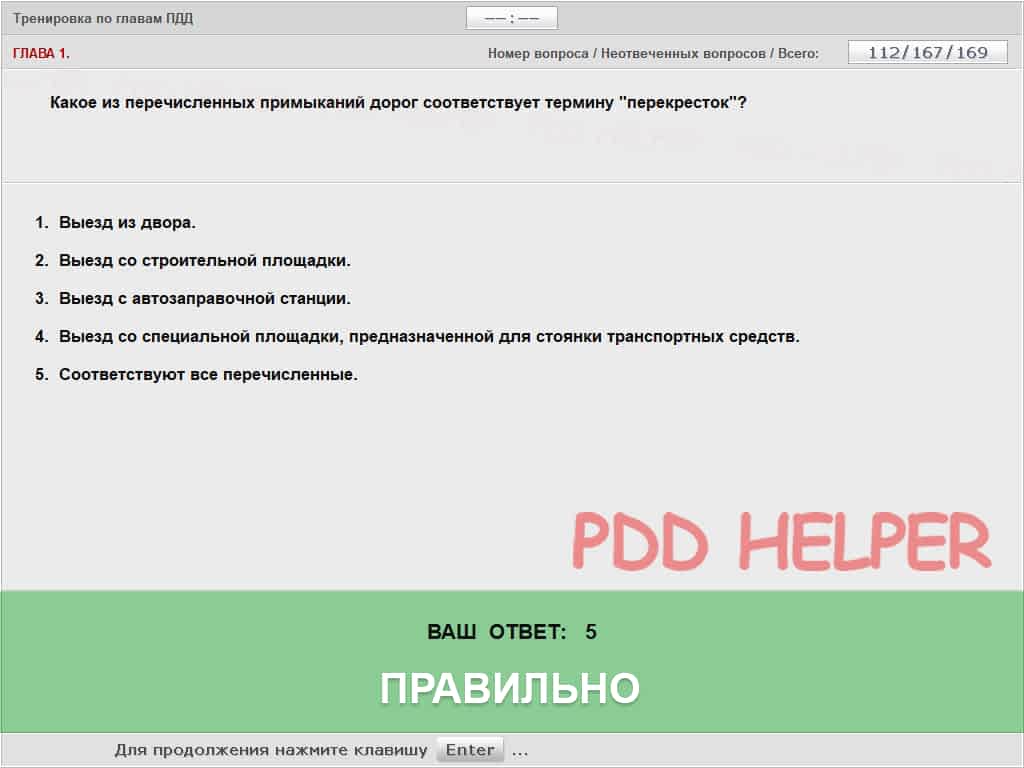 Тренировка по главам ПДД
—— : ——
ГЛАВА 1.
Номер вопроса / Неотвеченных вопросов / Всего:
112/167/169
Какое из перечисленных примыканий дорог соответствует термину "перекресток"?
1. Выезд из двора.
2. Выезд со строительной площадки.
3. Выезд с автозаправочной станции.
4. Выезд со специальной площадки, предназначенной для стоянки транспортных средств.
5. Соответствуют все перечисленные.
PDD HELPER
ВАШ ОТВЕТ: 5
ПРАВИЛЬНО
Для продолжения нажмите клавишу Enter ...